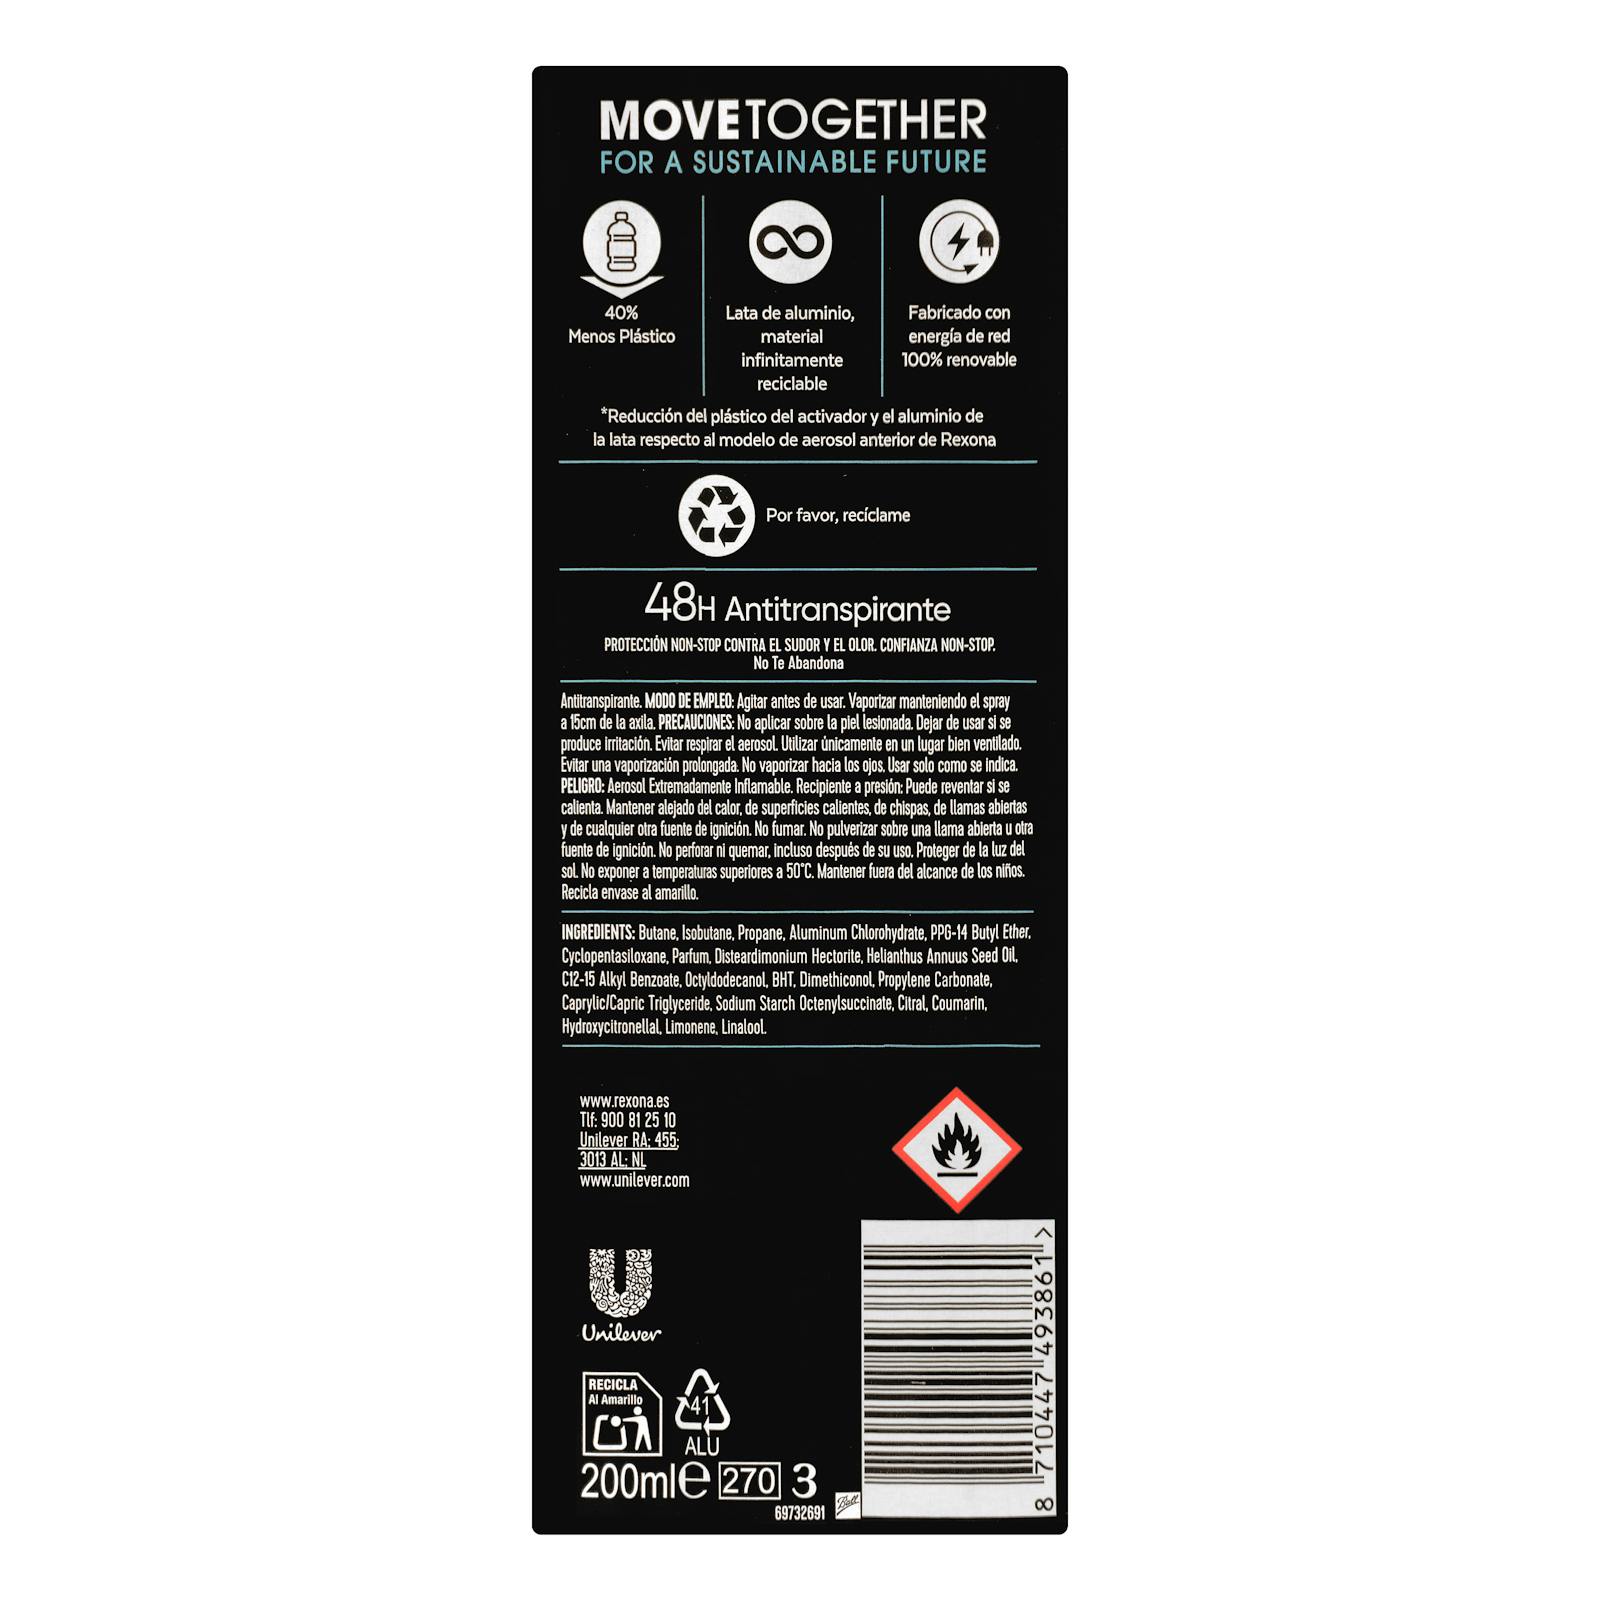 MOVETOGETHER
FOR A SUSTAINABLE FUTURE
40%
Menos Plástico
Lata de aluminio,
material
infinitamente
reciclable
Fabricado con
energía de red
100% renovable
*Reducción del plástico del activador y el aluminio de
la lata respecto al modelo de aerosol anterior de Rexona
Por favor, recíclame
48H Antitranspirante
PROTECCIÓN NON-STOP CONTRA EL SUDOR Y EL OLOR. CONFIANZA NON-STOP.
No Te Abandona
Antitranspirante. MODO DE EMPLEO: Agitar antes de usar. Vaporizar manteniendo el spray
a 15cm de la axila. PRECAUCIONES: No aplicar sobre la piel lesionada. Dejar de usar si se
produce irritación. Evitar respirar el aerosol. Utilizar únicamente en un lugar bien ventilado.
Evitar una vaporización prolongada. No vaporizar hacia los ojos. Usar solo como se indica.
PELIGRO: Aerosol Extremadamente Inflamable. Recipiente a presión: Puede reventar si se
calienta. Mantener alejado del calor, de superficies calientes, de chispas, de llamas abiertas
y de cualquier otra fuente de ignición. No fumar. No pulverizar sobre una llama abierta u otra
fuente de ignición. No perforar ni quemar, incluso después de su uso. Proteger de la luz del
sol. No exponer a temperaturas superiores a 50°C. Mantener fuera del alcance de los niños.
Recicla envase al amarillo.
INGREDIENTS: Butane, Isobutane, Propane, Aluminum Chlorohydrate, PPG-14 Butyl Ether,
Cyclopentasiloxane, Parfum, Disteardimonium Hectorite, Helianthus Annuus Seed Oil,
C12-15 Alkyl Benzoate, Octyldodecanol, BHT, Dimethiconol, Propylene Carbonate,
Caprylic/Capric Triglyceride, Sodium Starch Octenylsuccinate, Citral, Coumarin,
Hydroxycitronellal, Limonene, Linalool.
www.rexona.es
Tlf: 900 81 25 10
Unilever RA; 455;
3013 AL; NL
www.unilever.com
Unilever
RECICLA
Al Amarillo
41
ALU
200ml℮ 270 3
69732691
Ball
8 710447 493861 >